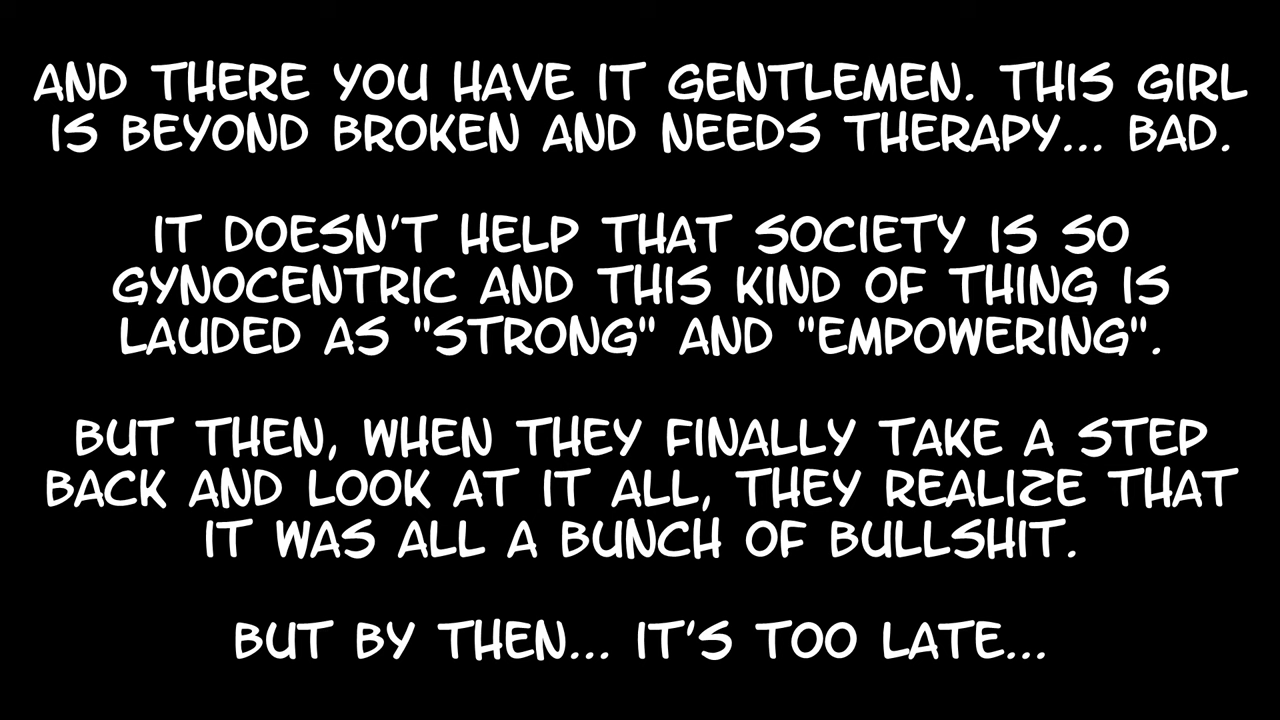 AND THERE YOU HAVE IT GENTLEMEN. THIS GIRL
IS BEYOND BROKEN AND NEEDS THERAPY... BAD.
IT DOESN'T HELP THAT SOCIETY IS SO
GYNOCENTRIC AND THIS KIND OF THING IS
LAUDED AS "STRONG" AND "EMPOWERING".
BUT THEN, WHEN THEY FINALLY TAKE A STEP
BACK AND LOOK AT IT ALL, THEY REALIZE THAT
IT WAS ALL A BUNCH OF BULLSHIT.
BUT BY THEN... IT'S TOO LATE...